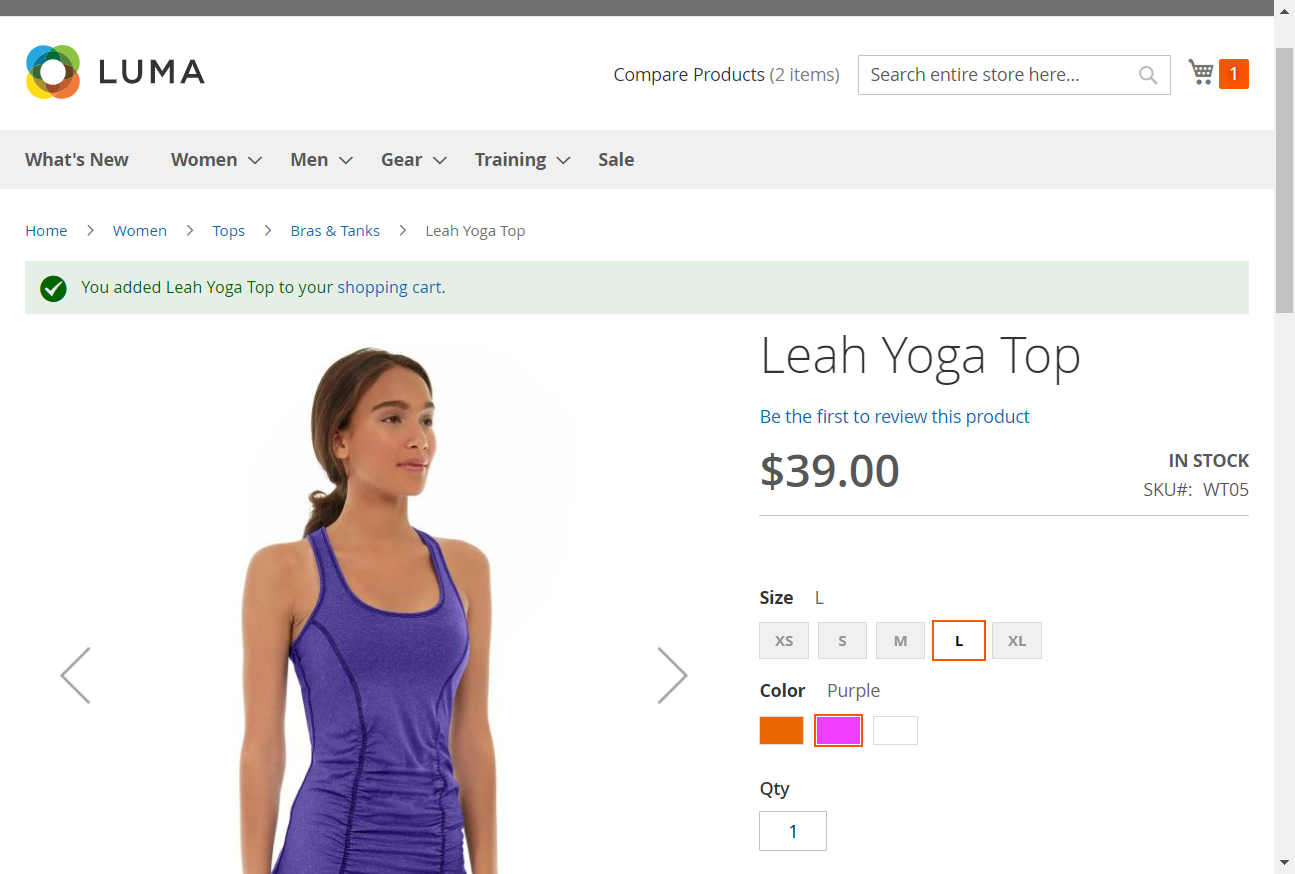 LUMA
Compare Products (2 items)
Search entire store here...
1
What's New
Women
Men
Gear
Training
Sale
Home
Women
Tops
Bras & Tanks
Leah Yoga Top
You added Leah Yoga Top to your shopping cart.
Leah Yoga Top
Be the first to review this product
$39.00
IN STOCK
SKU#: WT05
Size L
XS
S
M
L
XL
Color Purple
Qty
1